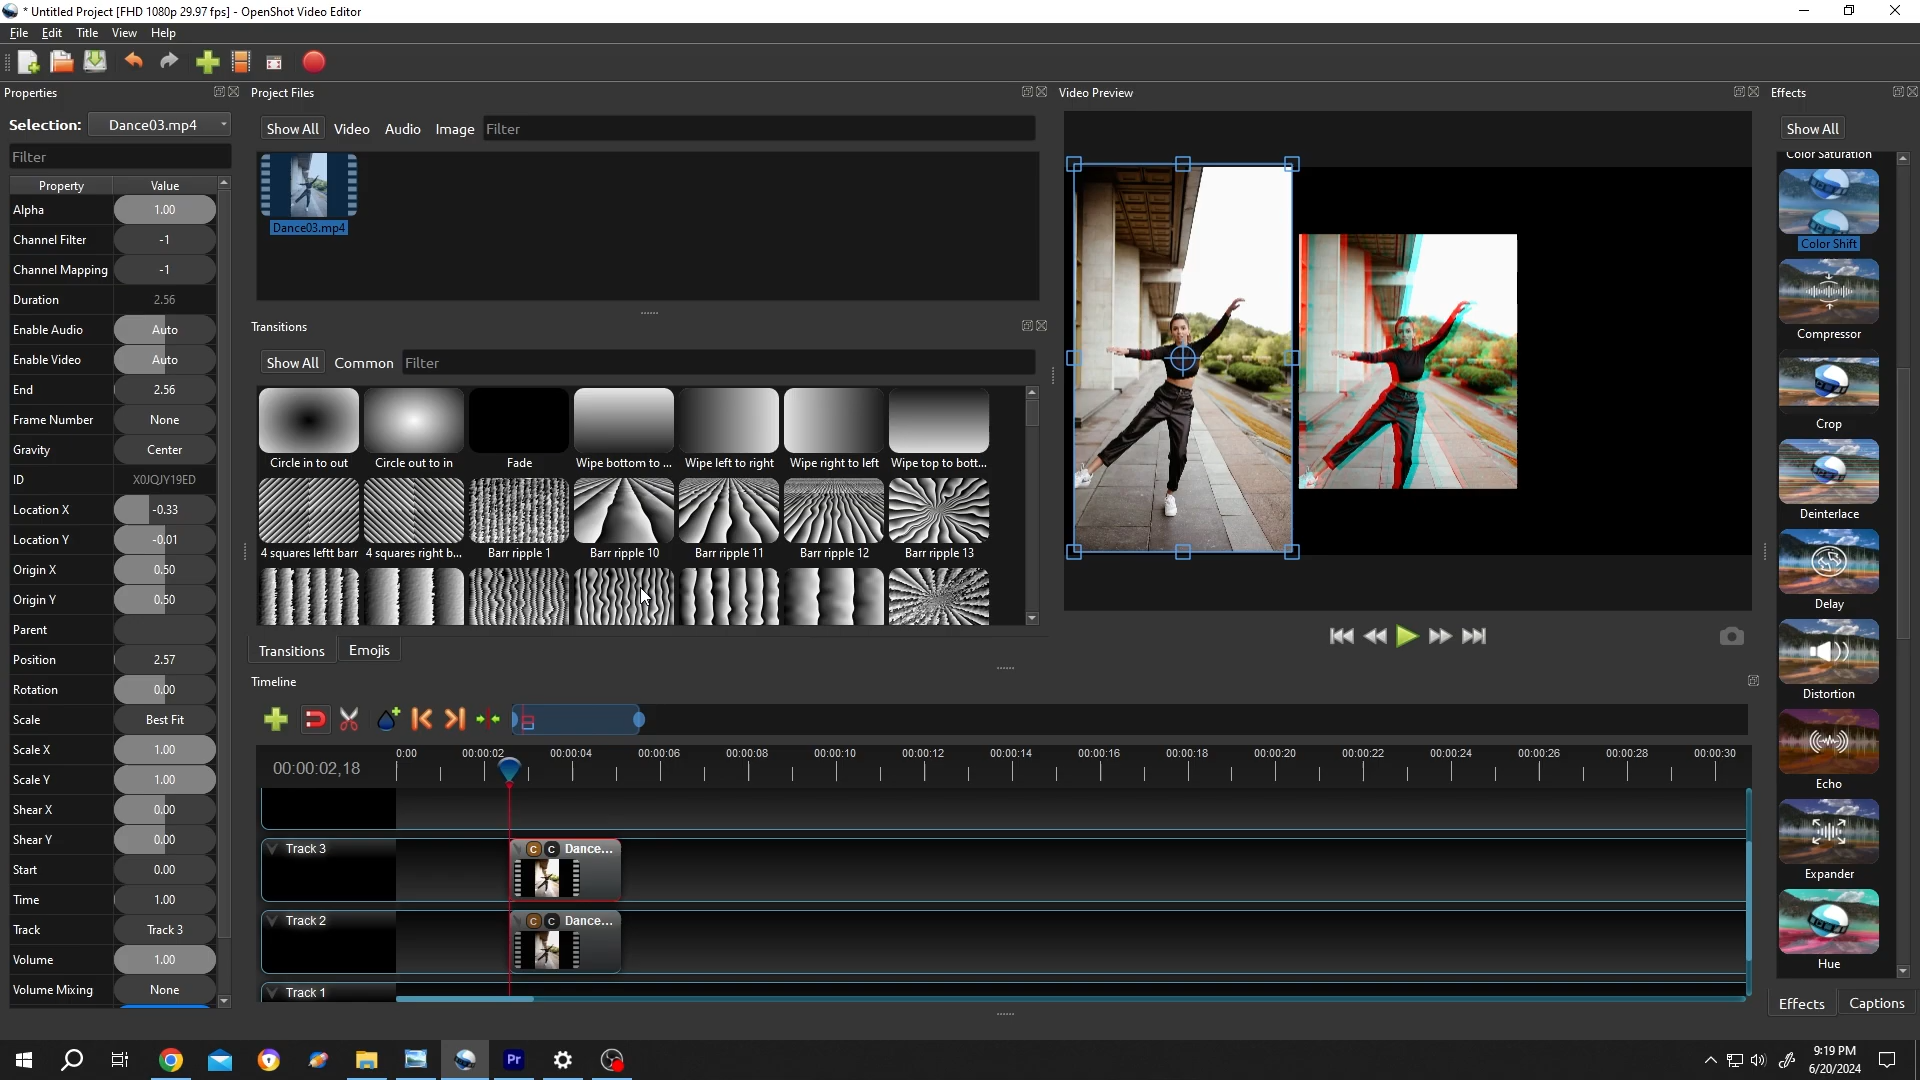 * Untitled Project [FHD 1080p 29.97 fps] - OpenShot Video Editor
File Edit Title View Help
Properties
Selection: Dance03.mp4
Filter
Property Value
Alpha 1.00
Channel Filter -1
Channel Mapping -1
Duration 2.56
Enable Audio Auto
Enable Video Auto
End 2.56
Frame Number None
Gravity Center
ID X0JQJY19ED
Location X -0.33
Location Y -0.01
Origin X 0.50
Origin Y 0.50
Parent
Position 2.57
Rotation 0.00
Scale Best Fit
Scale X 1.00
Scale Y 1.00
Shear X 0.00
Shear Y 0.00
Start 0.00
Time 1.00
Track Track 3
Volume 1.00
Volume Mixing None
Project Files
Show All Video Audio Image Filter
Dance03.mp4
Transitions
Show All Common Filter
Circle in to out Circle out to in Fade Wipe bottom to ... Wipe left to right Wipe right to left Wipe top to bott...
4 squares leftt barr 4 squares right b... Barr ripple 1 Barr ripple 10 Barr ripple 11 Barr ripple 12 Barr ripple 13
Transitions Emojis
Video Preview
Effects
Show All
Color Saturation
Color Shift
Compressor
Crop
Deinterlace
Delay
Distortion
Echo
Expander
Hue
Effects Captions
Timeline
00:00:02,18
0:00 00:00:02 00:00:04 00:00:06 00:00:08 00:00:10 00:00:12 00:00:14 00:00:16 00:00:18 00:00:20 00:00:22 00:00:24 00:00:26 00:00:28 00:00:30
Track 3 C C Dance...
Track 2 C C Dance...
Track 1
Pr
9:19 PM
6/20/2024